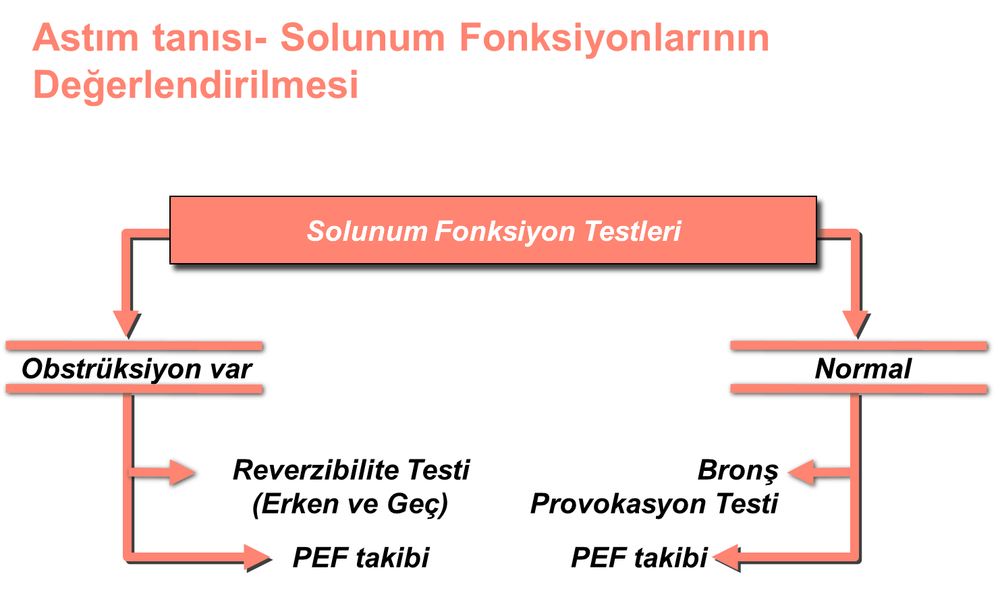 Astım tanısı- Solunum Fonksiyonlarının
Değerlendirilmesi
Solunum Fonksiyon Testleri
Obstrüksiyon var
Normal
Reverzibilite Testi
(Erken ve Geç)
Bronş
Provokasyon Testi
PEF takibi
PEF takibi